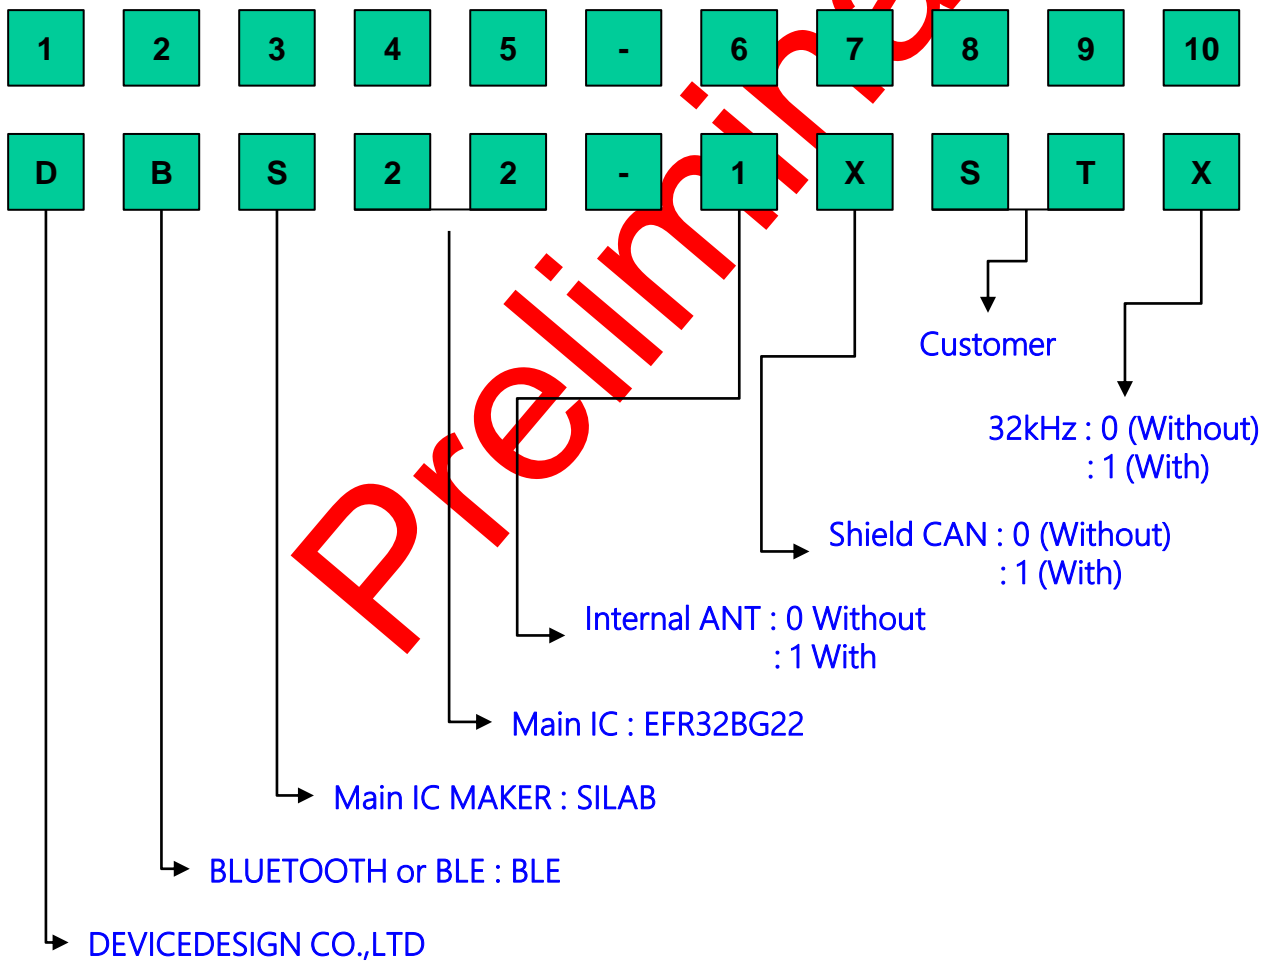 1 2 3 4 5 - 6 7 8 9 10
D B S 2 2 - 1 X S T X
Customer
32kHz : 0 (Without)
: 1 (With)
Shield CAN : 0 (Without)
: 1 (With)
Internal ANT : 0 Without
: 1 With
Main IC : EFR32BG22
Main IC MAKER : SILAB
BLUETOOTH or BLE : BLE
DEVICEDESIGN CO.,LTD
Prelimina